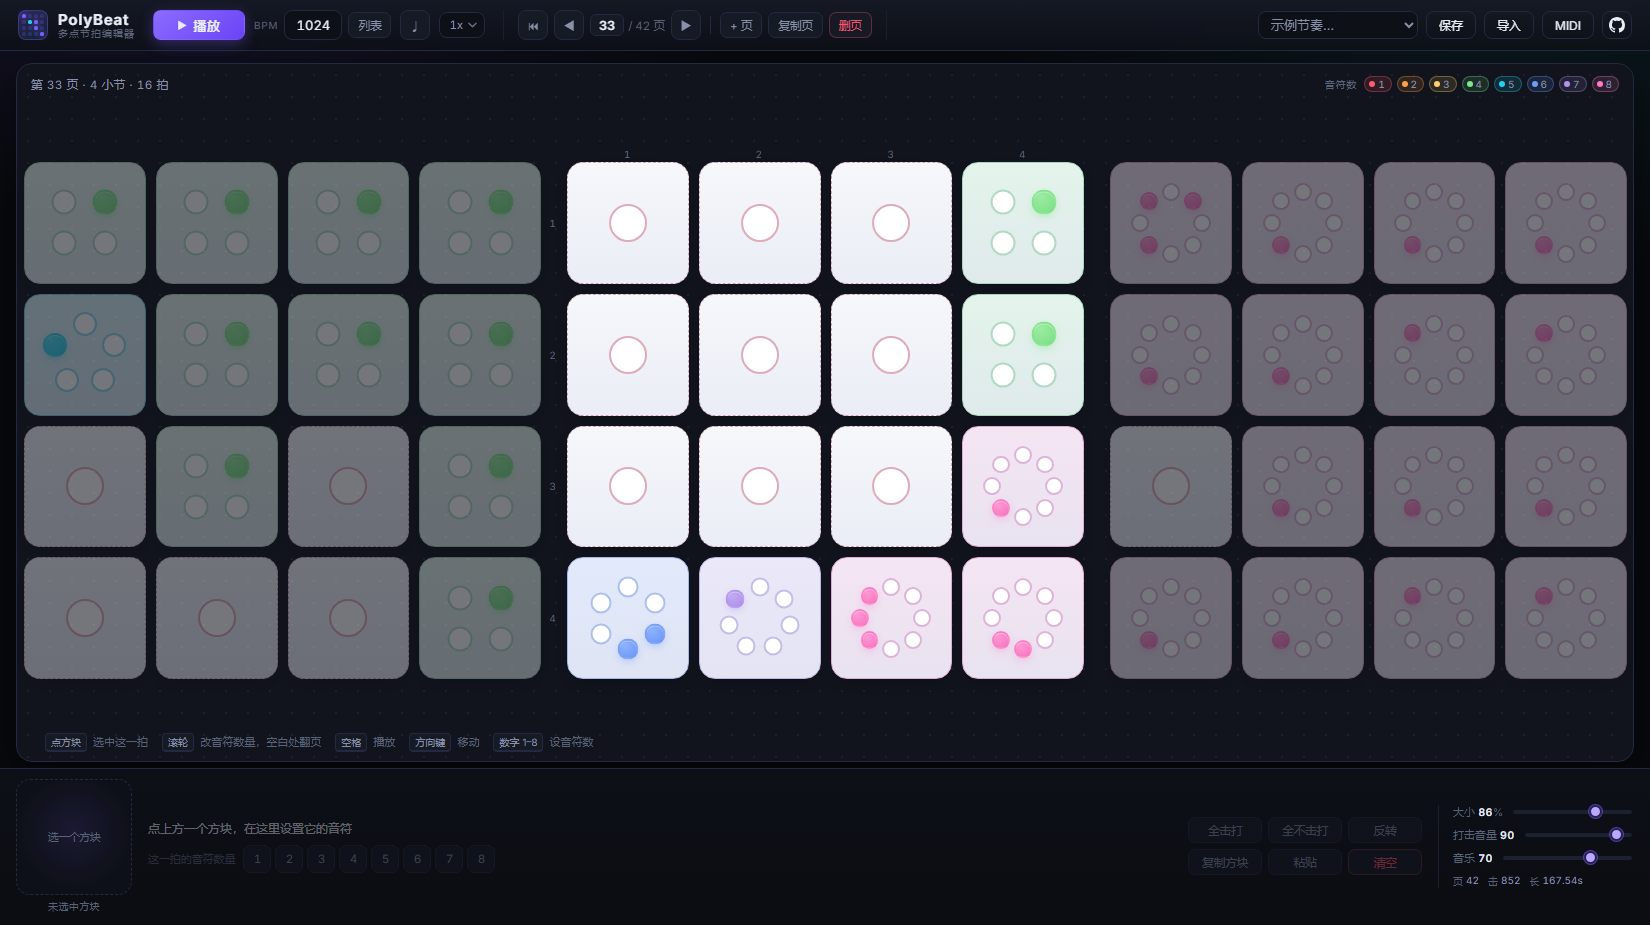 PolyBeat
多点节拍编辑器
▶ 播放
BPM 1024 列表 ♩ 1x
⏮ ◀ 33 / 42 页 ▶ + 页 复制页 删页
示例节奏... 保存 导入 MIDI
第 33 页 · 4 小节 · 16 拍
音符数 1 2 3 4 5 6 7 8
1 2 3 4
1
2
3
4
点方块 选中这一拍 滚轮 改音符数量，空白处翻页 空格 播放 方向键 移动 数字 1–8 设音符数
选一个方块
未选中方块
点上方一个方块，在这里设置它的音符
这一拍的音符数量 1 2 3 4 5 6 7 8
全击打 全不击打 反转
复制方块 粘贴 清空
大小 86%
打击音量 90
音乐 70
页 42 击 852 长 167.54s